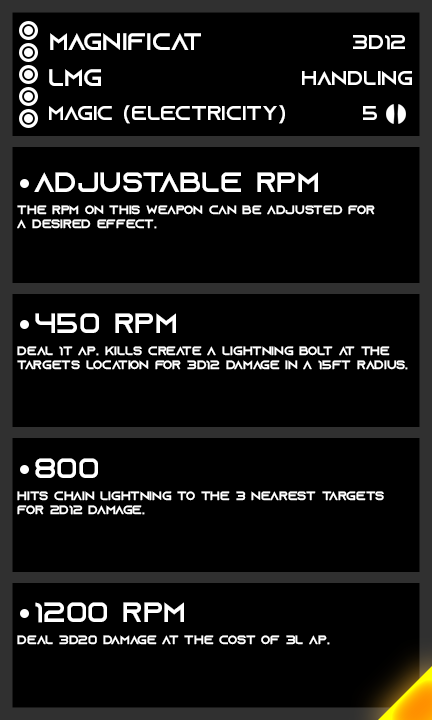 MAGNIFICAT 3D12
LMG HANDLING
MAGIC (ELECTRICITY) 5
•ADJUSTABLE RPM
THE RPM ON THIS WEAPON CAN BE ADJUSTED FOR
A DESIRED EFFECT.
•450 RPM
DEAL 1T AP. KILLS CREATE A LIGHTNING BOLT AT THE
TARGETS LOCATION FOR 3D12 DAMAGE IN A 15FT RADIUS.
•800
HITS CHAIN LIGHTNING TO THE 3 NEAREST TARGETS
FOR 2D12 DAMAGE.
•1200 RPM
DEAL 3D20 DAMAGE AT THE COST OF 3L AP.